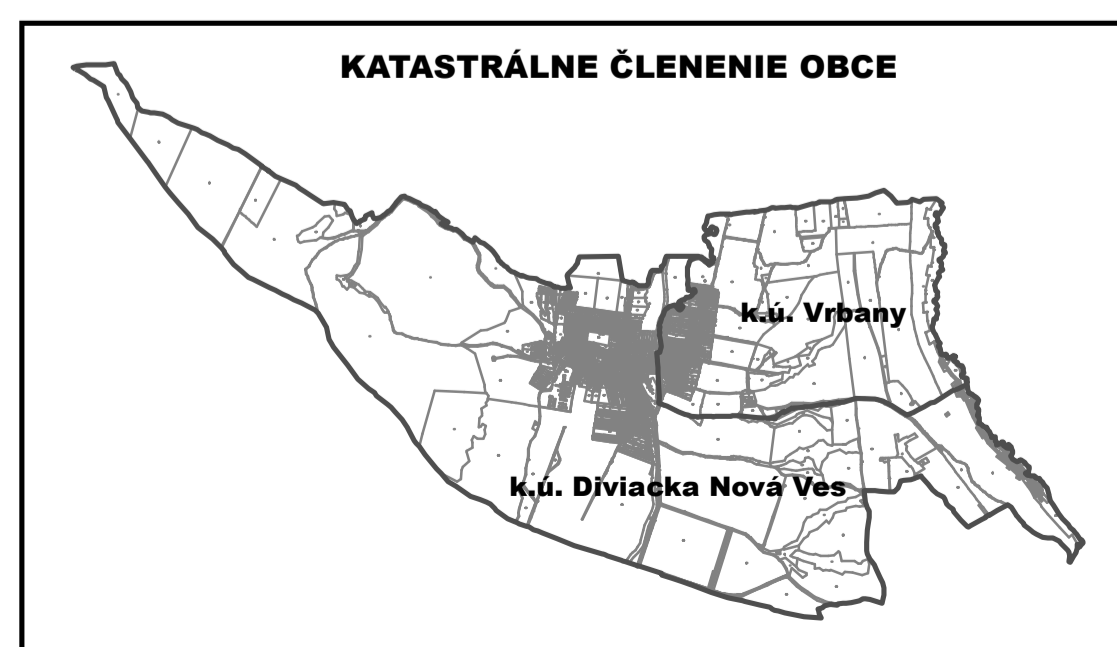 KATASTRÁLNE ČLENENIE OBCE
k.ú. Vrbany
k.ú. Diviacka Nová Ves